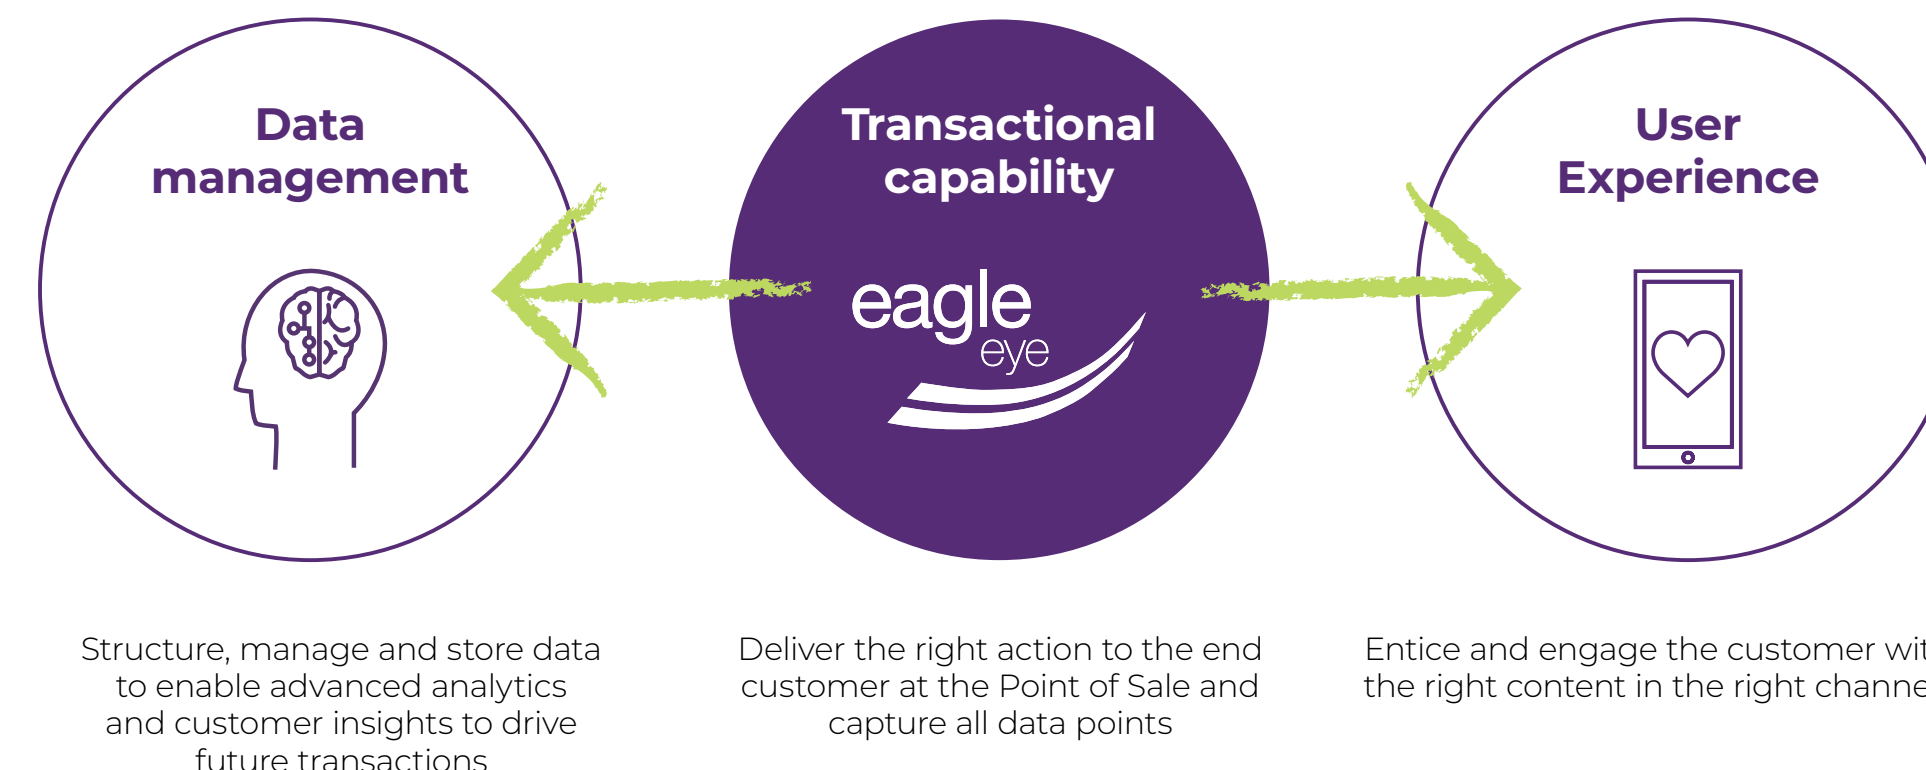 Data
management
Transactional
capability
eagle
eye
User
Experience
Structure, manage and store data
to enable advanced analytics
and customer insights to drive
future transactions
Deliver the right action to the end
customer at the Point of Sale and
capture all data points
Entice and engage the customer
the right content in the right